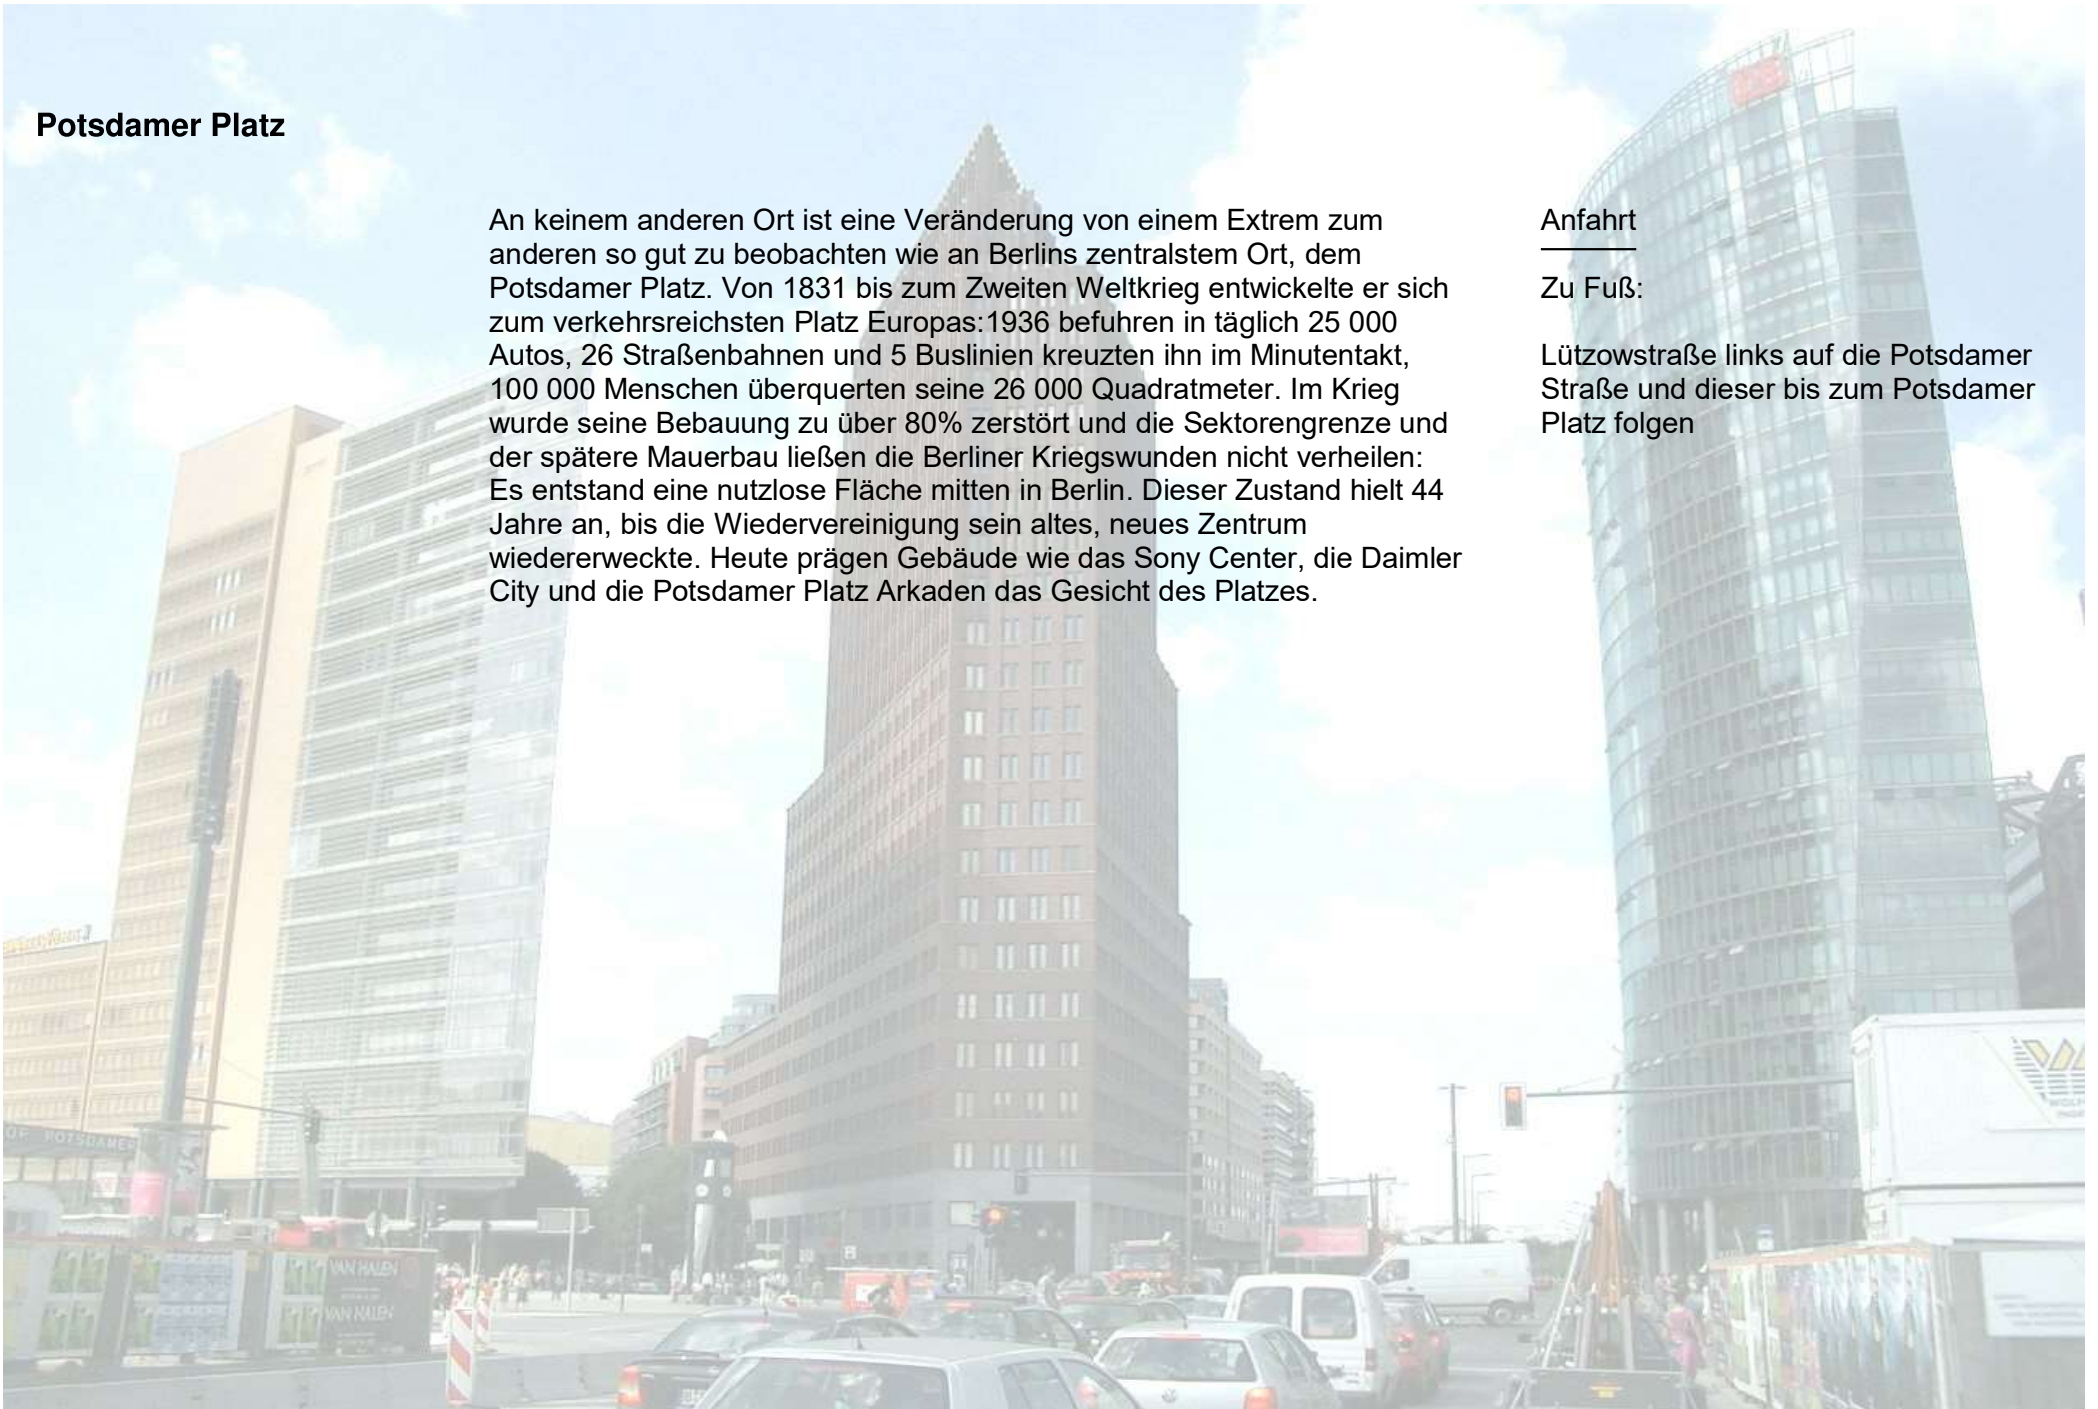 Potsdamer Platz
An keinem anderen Ort ist eine Veränderung von einem Extrem zum
anderen so gut zu beobachten wie an Berlins zentralstem Ort, dem
Potsdamer Platz. Von 1831 bis zum Zweiten Weltkrieg entwickelte er sich
zum verkehrsreichsten Platz Europas:1936 befuhren in täglich 25 000
Autos, 26 Straßenbahnen und 5 Buslinien kreuzten ihn im Minutentakt,
100 000 Menschen überquerten seine 26 000 Quadratmeter. Im Krieg
wurde seine Bebauung zu über 80% zerstört und die Sektorengrenze und
der spätere Mauerbau ließen die Berliner Kriegswunden nicht verheilen:
Es entstand eine nutzlose Fläche mitten in Berlin. Dieser Zustand hielt 44
Jahre an, bis die Wiedervereinigung sein altes, neues Zentrum
wiedererweckte. Heute prägen Gebäude wie das Sony Center, die Daimler
City und die Potsdamer Platz Arkaden das Gesicht des Platzes.
Anfahrt
Zu Fuß:
Lützowstraße links auf die Potsdamer
Straße und dieser bis zum Potsdamer
Platz folgen
POTSDAMER
VAN HALEN
VAN HALEN